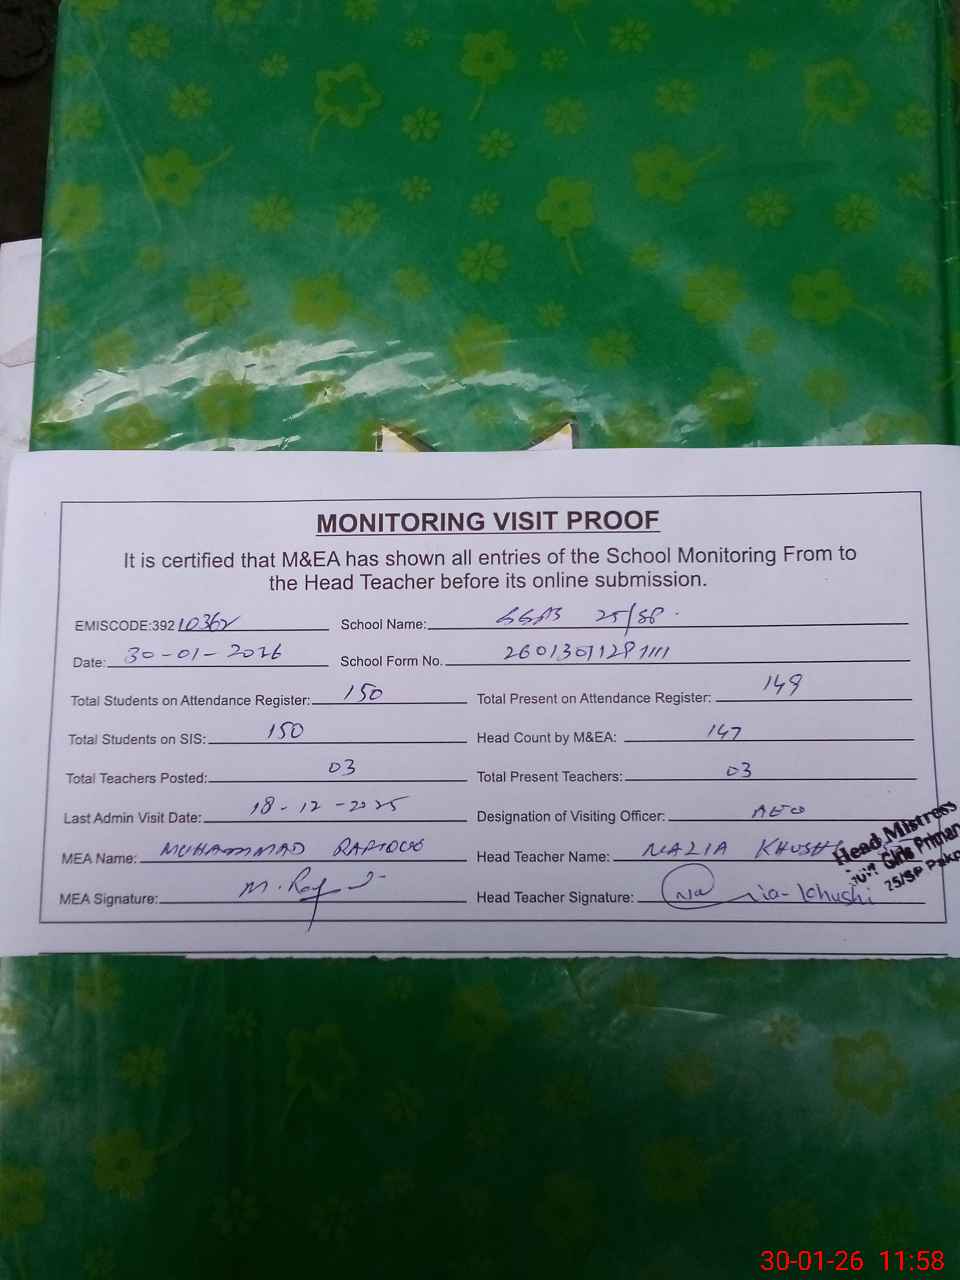 MONITORING VISIT PROOF
It is certified that M&EA has shown all entries of the School Monitoring From to
the Head Teacher before its online submission.
EMISCODE:392 10362 School Name: 25/SP
Date: 30-01-2026 School Form No.
Total Students on Attendance Register: 150 Total Present on Attendance Register: 149
Total Students on SIS: 150 Head Count by M&EA: 147
Total Teachers Posted: 03 Total Present Teachers: 03
Last Admin Visit Date: 18-12-2025 Designation of Visiting Officer: AEO
MEA Name: MUHAMMAD Head Teacher Name: NAZIA KHUSHI
MEA Signature: Head Teacher Signature: Khushi
Head Mistress
Girls Primary
25/SP
30-01-26 11:58